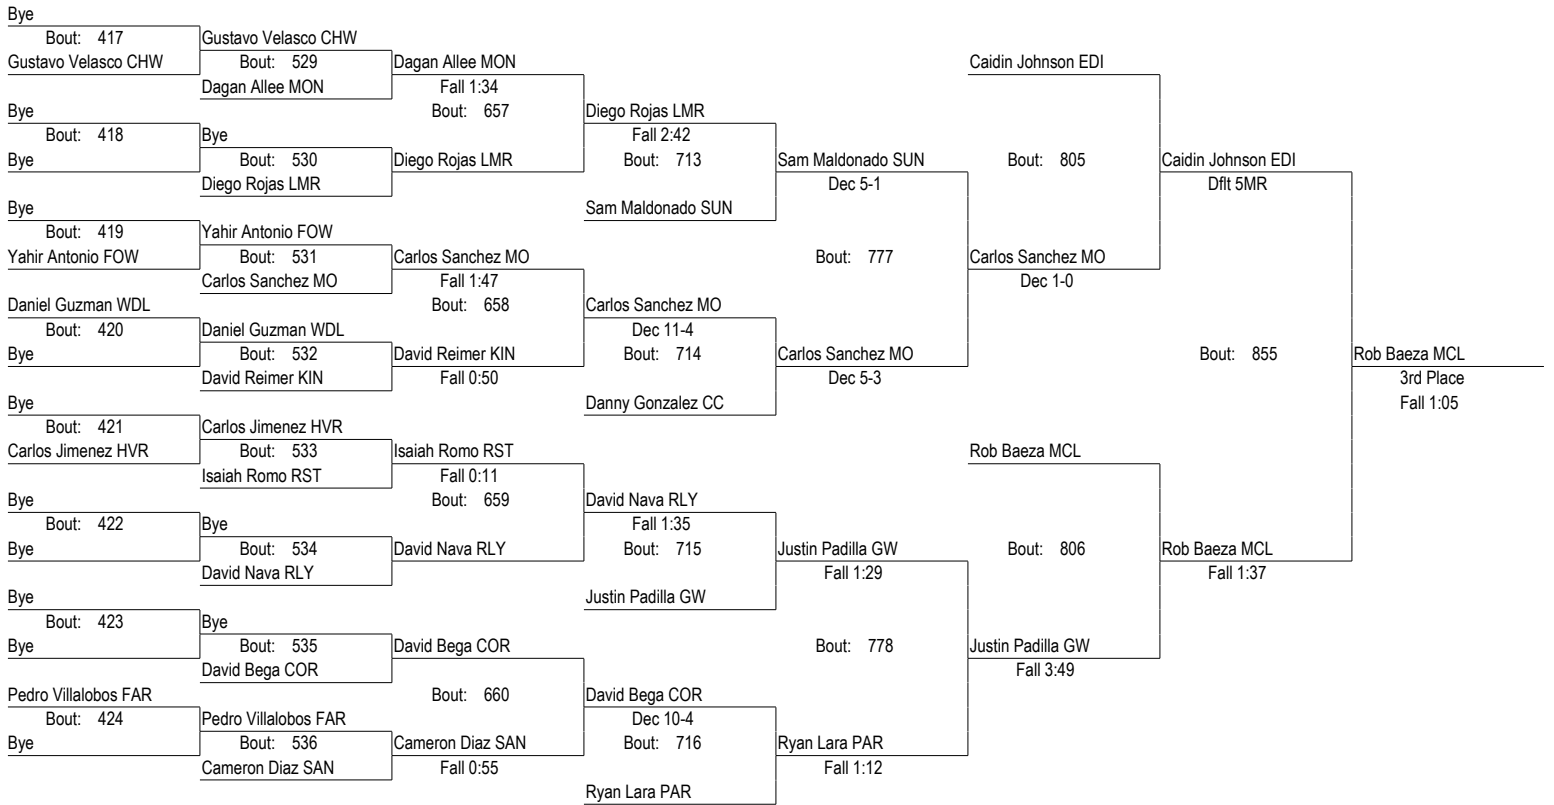 Bye
Bout: 417
Gustavo Velasco CHW
Gustavo Velasco CHW
Bout: 529
Dagan Allee MON
Dagan Allee MON
Fall 1:34
Bout: 657
Caidin Johnson EDI
Bye
Bout: 418
Bye
Bye
Bout: 530
Diego Rojas LMR
Diego Rojas LMR
Diego Rojas LMR
Fall 2:42
Bout: 713
Sam Maldonado SUN
Sam Maldonado SUN
Dec 5-1
Bout: 805
Caidin Johnson EDI
Dflt 5MR
Bye
Bout: 419
Yahir Antonio FOW
Yahir Antonio FOW
Bout: 531
Carlos Sanchez MO
Carlos Sanchez MO
Fall 1:47
Bout: 658
Bout: 777
Carlos Sanchez MO
Dec 1-0
Daniel Guzman WDL
Bout: 420
Bye
Daniel Guzman WDL
Bout: 532
David Reimer KIN
David Reimer KIN
Fall 0:50
Carlos Sanchez MO
Dec 11-4
Bout: 714
Danny Gonzalez CC
Carlos Sanchez MO
Dec 5-3
Bout: 855
Rob Baeza MCL
3rd Place
Fall 1:05
Bye
Bout: 421
Carlos Jimenez HVR
Carlos Jimenez HVR
Bout: 533
Isaiah Romo RST
Isaiah Romo RST
Fall 0:11
Bout: 659
Rob Baeza MCL
Bye
Bout: 422
Bye
Bye
Bout: 534
David Nava RLY
David Nava RLY
David Nava RLY
Fall 1:35
Bout: 715
Justin Padilla GW
Justin Padilla GW
Fall 1:29
Bout: 806
Rob Baeza MCL
Fall 1:37
Bye
Bout: 423
Bye
Bye
Bout: 535
David Bega COR
David Bega COR
Bout: 660
Bout: 778
Justin Padilla GW
Fall 3:49
Pedro Villalobos FAR
Bout: 424
Bye
Pedro Villalobos FAR
Bout: 536
Cameron Diaz SAN
Cameron Diaz SAN
Fall 0:55
David Bega COR
Dec 10-4
Bout: 716
Ryan Lara PAR
Ryan Lara PAR
Fall 1:12